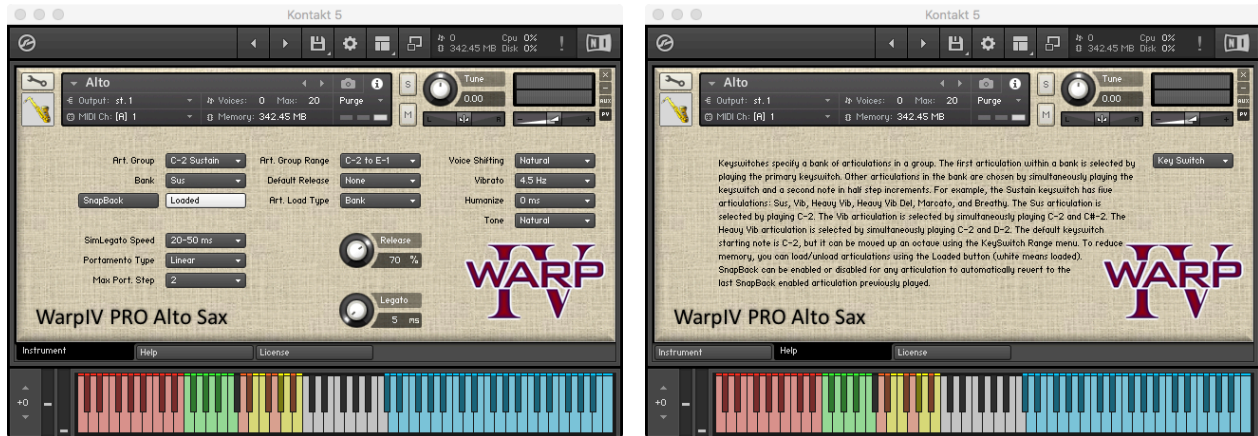 Kontakt 5
Cpu 0%
0
342.45 MB Disk 0%
Alto
Output: st.1
Voices: 0 Max: 20 Purge
MIDI Ch: [A] 1
Memory: 342.45 MB
S
M
Tune
0.00
L R
AUX
PV
Art. Group C-2 Sustain
Art. Group Range C-2 to E-1
Voice Shifting Natural
Bank Sus
Default Release None
Vibrato 4.5 Hz
SnapBack Loaded
Art. Load Type Bank
Humanize 0 ms
Tone Natural
SimLegato Speed 20-50 ms
Release
70 %
Portamento Type Linear
Max Port. Step 2
Legato
5 ms
WARP
IV
WarpIV PRO Alto Sax
Instrument Help License
+0
Kontakt 5
Cpu 0%
0
342.45 MB Disk 0%
Alto
Output: st.1
Voices: 0 Max: 20 Purge
MIDI Ch: [A] 1
Memory: 342.45 MB
S
M
Tune
0.00
L R
AUX
PV
Key Switch
Keyswitches specify a bank of articulations in a group. The first articulation within a bank is selected by
playing the primary keyswitch. Other articulations in the bank are chosen by simultaneously playing the
keyswitch and a second note in half step increments. For example, the Sustain keyswitch has five
articulations: Sus, Vib, Heavy Vib, Heavy Vib Del, Marcato, and Breathy. The Sus articulation is
selected by playing C-2. The Vib articulation is selected by simultaneously playing C-2 and C#-2. The
Heavy Vib articulation is selected by simultaneously playing C-2 and D-2. The default keyswitch
starting note is C-2, but it can be moved up an octave using the KeySwitch Range menu. To reduce
memory, you can load/unload articulations using the Loaded button (white means loaded).
SnapBack can be enabled or disabled for any articulation to automatically revert to the
last SnapBack enabled articulation previously played.
WARP
IV
WarpIV PRO Alto Sax
Instrument Help License
+0